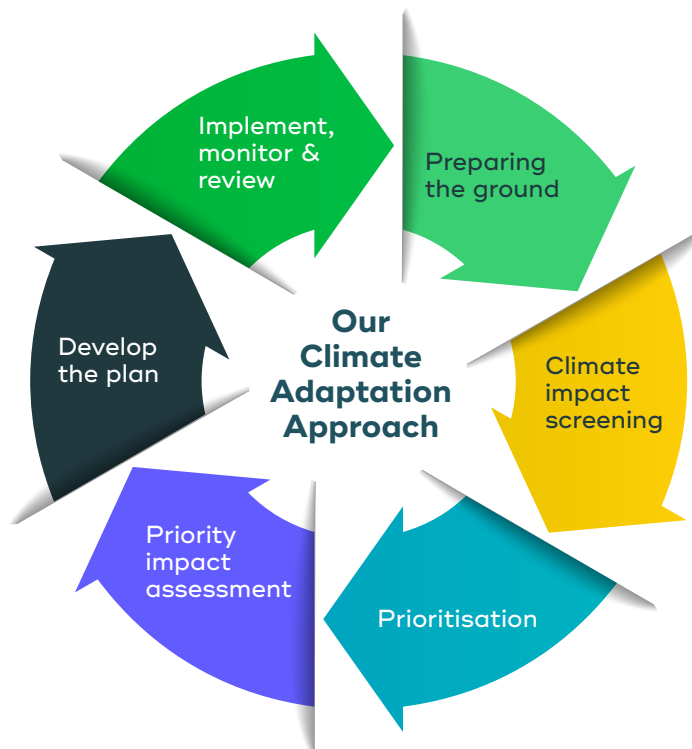 Our
Climate
Adaptation
Approach
Preparing
the ground
Climate
impact
screening
Prioritisation
Priority
impact
assessment
Develop
the plan
Implement,
monitor &
review